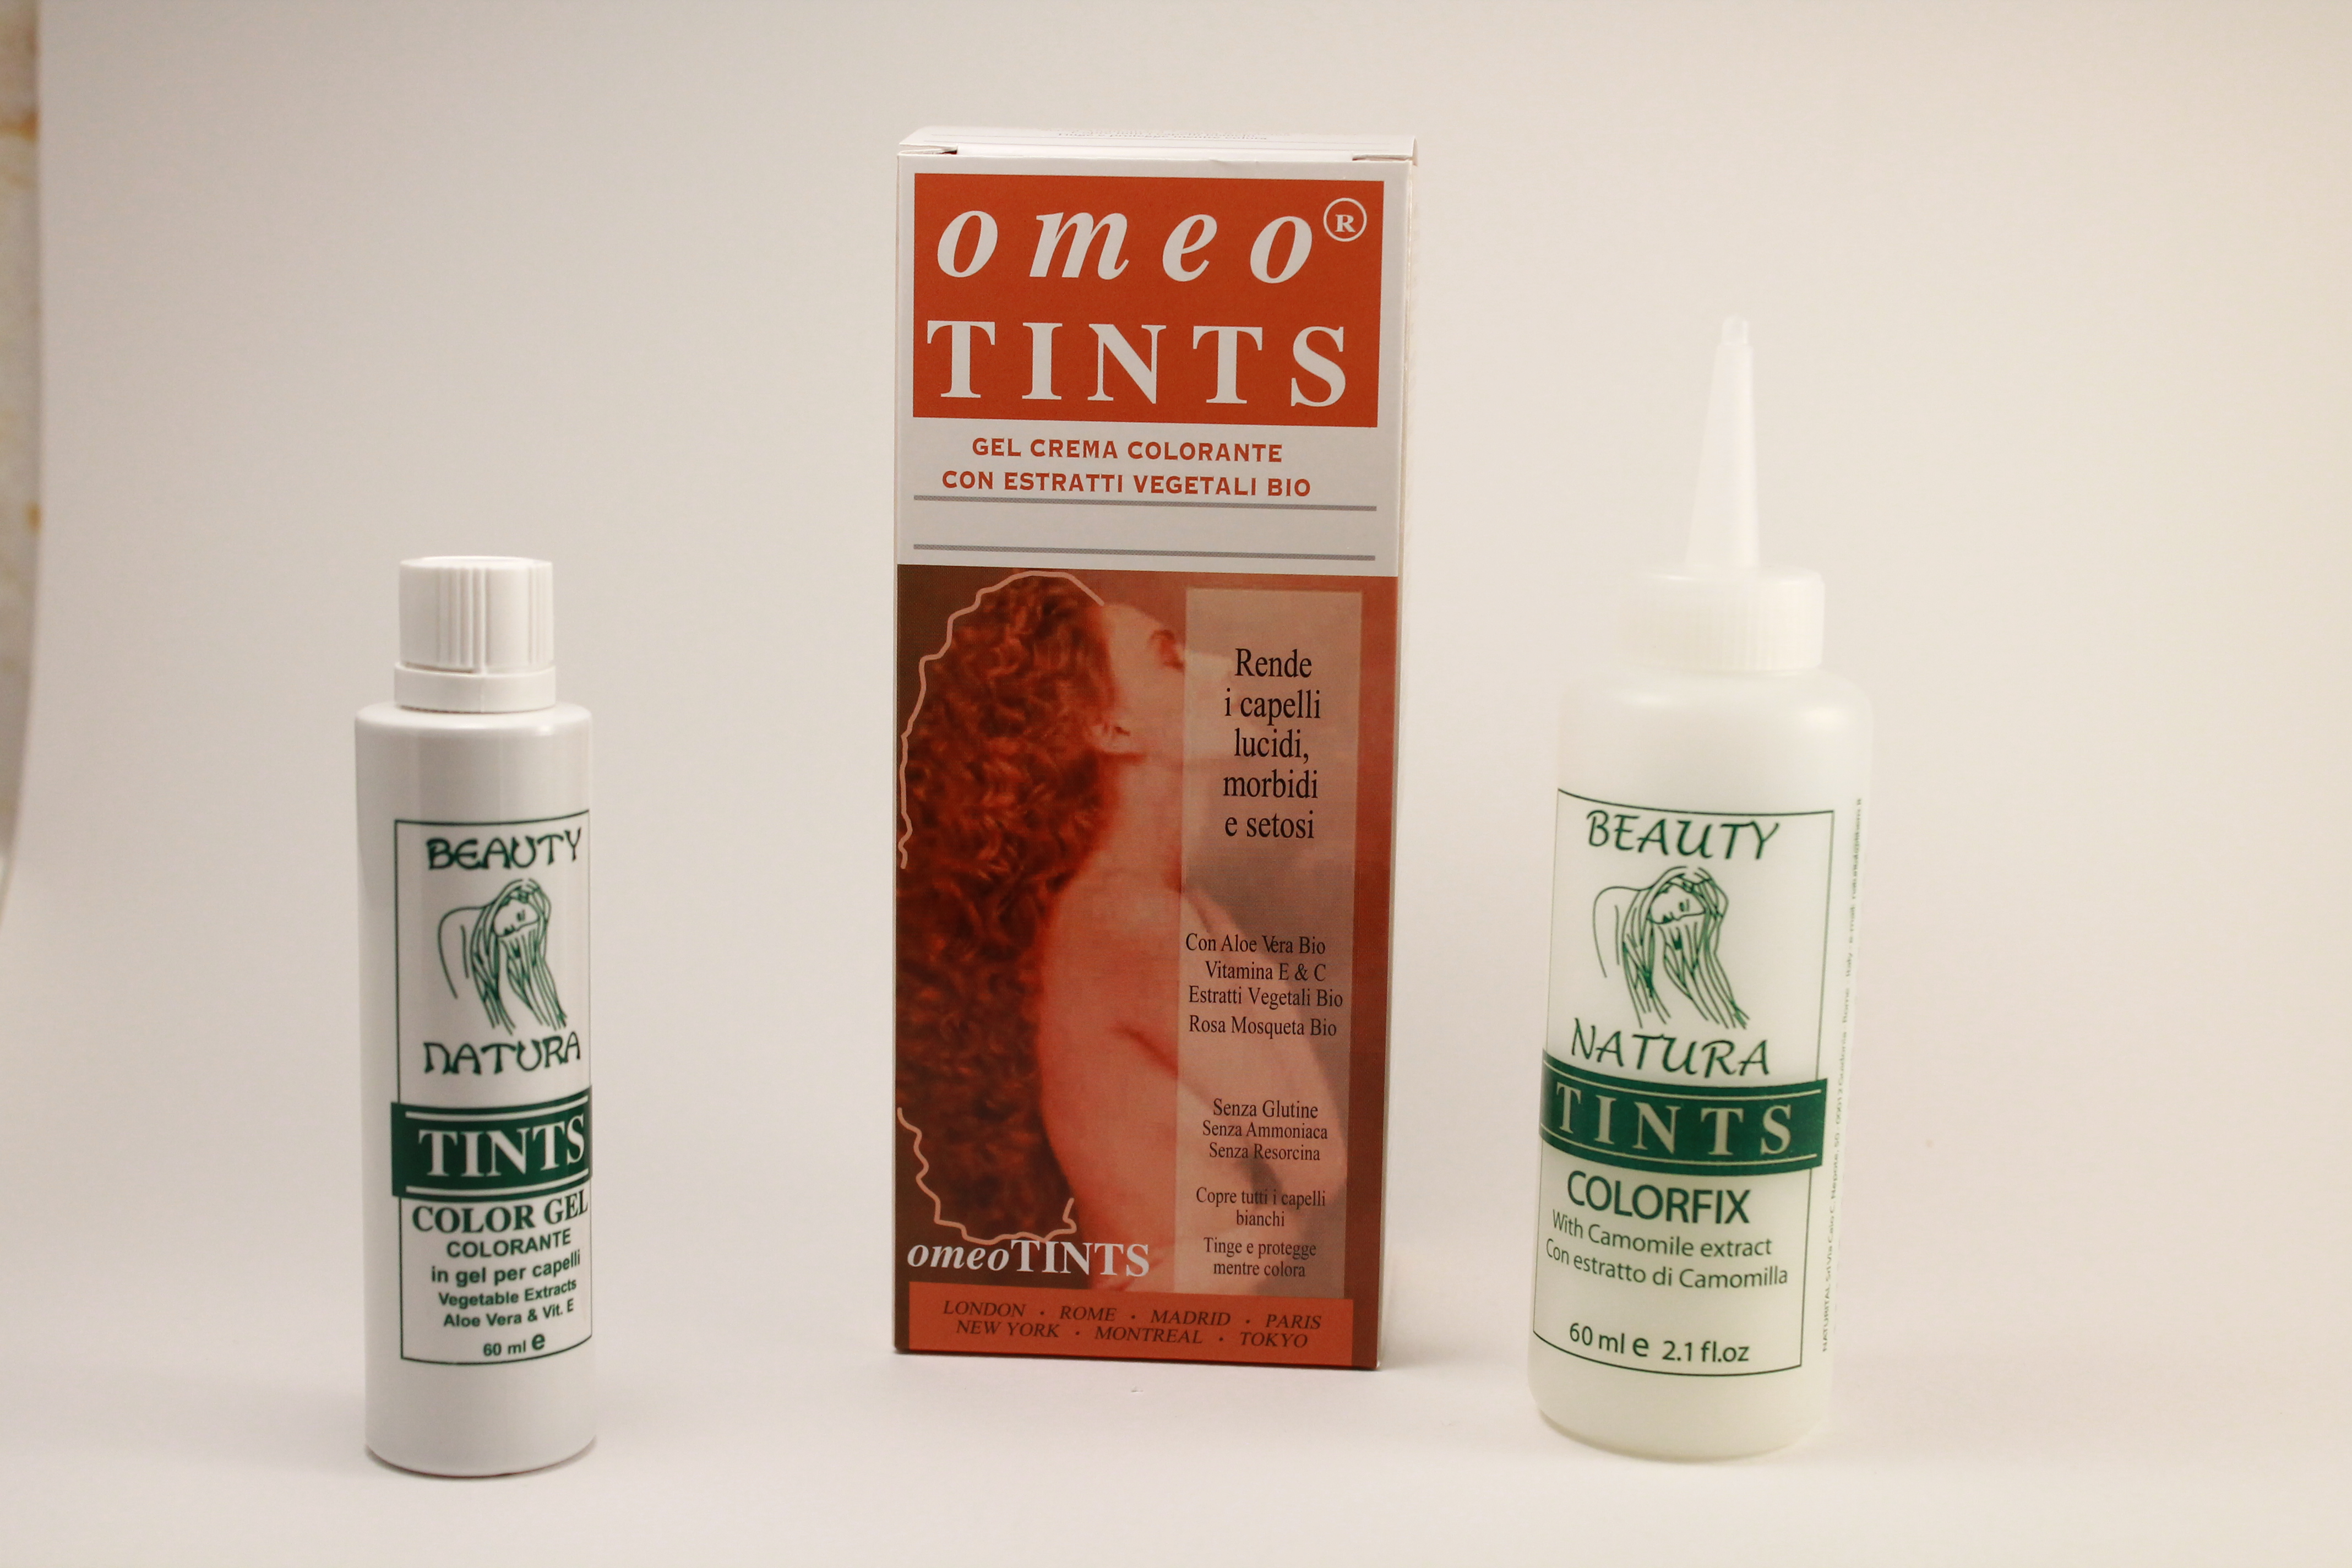 BEAUTY
NATURA
TINTS
COLOR GEL
COLORANTE
in gel per capelli
Vegetable Extracts
Aloe Vera & Vit. E
60 ml e
omeo®
TINTS
GEL CREMA COLORANTE
CON ESTRATTI VEGETALI BIO
Rende
i capelli
lucidi,
morbidi
e setosi
Con Aloe Vera Bio
Vitamina E & C
Estratti Vegetali Bio
Rosa Mosqueta Bio
Senza Glutine
Senza Ammoniaca
Senza Resorcina
Copre tutti i capelli
bianchi
Tinge e protegge
mentre colora
omeoTINTS
LONDON · ROME · MADRID · PARIS
NEW YORK · MONTREAL · TOKYO
BEAUTY
NATURA
TINTS
COLORFIX
With Camomile extract
Con estratto di Camomilla
60 ml e 2.1 fl.oz